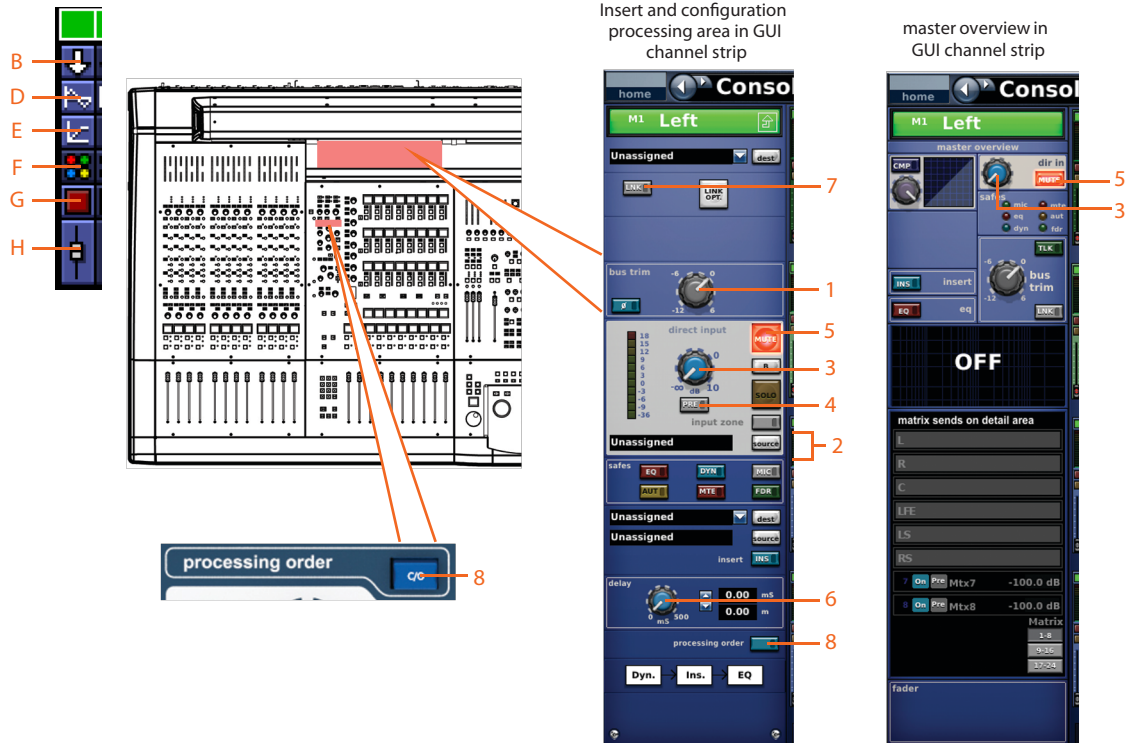 B
D
E
F
G
H
Insert and configuration
processing area in GUI
channel strip
home
Consol
M1 Left
Unassigned
dest
LNK
LINK
OPT.
7
bus trim
-6
0
-12
6
ø
1
direct input
MUTE
5
18
15
12
9
6
3
0
-3
-6
-9
-36
0
-∞ dB 10
3
B
SOLO
PRE
4
input zone
Unassigned
source
2
safes
EQ
DYN
MIC
AUT
MTE
FDR
Unassigned
dest
Unassigned
source
insert
INS
delay
0 mS 500
0.00 mS
0.00 m
6
processing order
8
Dyn.
Ins.
EQ
processing order
C/O
8
master overview in
GUI channel strip
home
Consol
M1 Left
master overview
CMP
dir in
MUTE
5
3
safes
mic
mte
eq
aut
dyn
fdr
TLK
-6
0
bus
trim
-12
6
INS
insert
EQ
eq
LNK
OFF
matrix sends on detail area
L
R
C
LFE
LS
RS
7 On Pre Mtx7 -100.0 dB
8 On Pre Mtx8 -100.0 dB
Matrix
1-8
9-16
17-24
fader